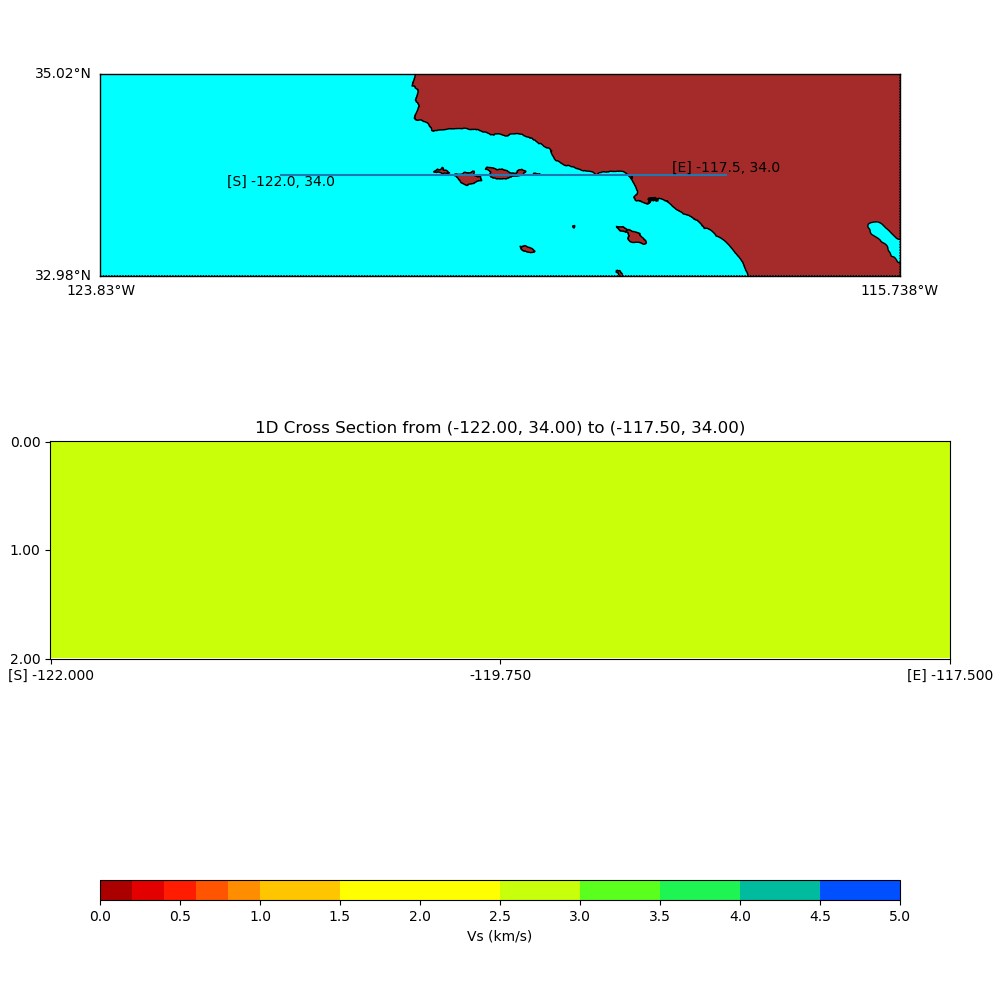 35.02°N
[E] -117.5, 34.0
[S] -122.0, 34.0
32.98°N
123.83°W 115.738°W
1D Cross Section from (-122.00, 34.00) to (-117.50, 34.00)
0.00
1.00
2.00
[S] -122.000 -119.750 [E] -117.500
0.0 0.5 1.0 1.5 2.0 2.5 3.0 3.5 4.0 4.5 5.0
Vs (km/s)